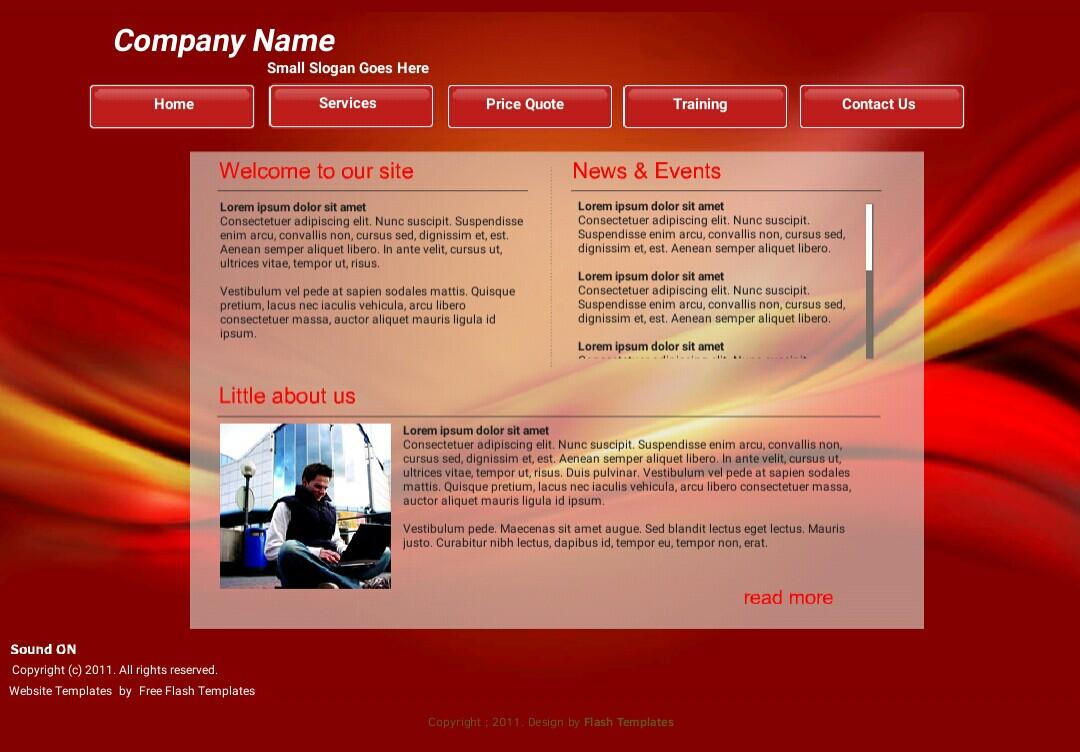 Company Name
Small Slogan Goes Here
Home
Services
Price Quote
Training
Contact Us
Welcome to our site
Lorem ipsum dolor sit amet
Consectetuer adipiscing elit. Nunc suscipit. Suspendisse
enim arcu, convallis non, cursus sed, dignissim et, est.
Aenean semper aliquet libero. In ante velit, cursus ut,
ultrices vitae, tempor ut, risus.
Vestibulum vel pede at sapien sodales mattis. Quisque
pretium, lacus nec iaculis vehicula, arcu libero
consectetuer massa, auctor aliquet mauris ligula id
ipsum.
News & Events
Lorem ipsum dolor sit amet
Consectetuer adipiscing elit. Nunc suscipit.
Suspendisse enim arcu, convallis non, cursus sed,
dignissim et, est. Aenean semper aliquet libero.
Lorem ipsum dolor sit amet
Consectetuer adipiscing elit. Nunc suscipit.
Suspendisse enim arcu, convallis non, cursus sed,
dignissim et, est. Aenean semper aliquet libero.
Lorem ipsum dolor sit amet
Little about us
Lorem ipsum dolor sit amet
Consectetuer adipiscing elit. Nunc suscipit. Suspendisse enim arcu, convallis non,
cursus sed, dignissim et, est. Aenean semper aliquet libero. In ante velit, cursus ut,
ultrices vitae, tempor ut, risus. Duis pulvinar. Vestibulum vel pede at sapien sodales
mattis. Quisque pretium, lacus nec iaculis vehicula, arcu libero consectetuer massa,
auctor aliquet mauris ligula id ipsum.
Vestibulum pede. Maecenas sit amet augue. Sed blandit lectus eget lectus. Mauris
justo. Curabitur nibh lectus, dapibus id, tempor eu, tempor non, erat.
read more
Sound ON
Copyright (c) 2011. All rights reserved.
Website Templates by Free Flash Templates
Copyright ; 2011. Design by Flash Templates